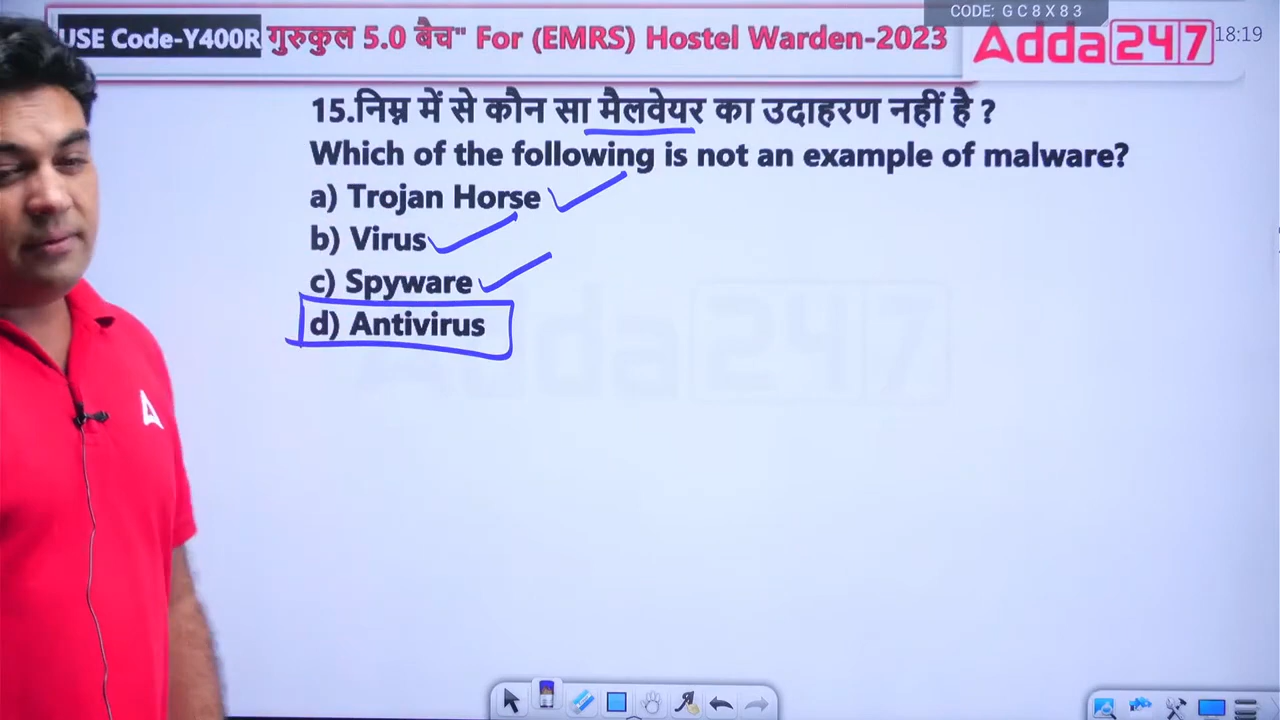 CODE: G C 8 X 8 3
USE Code-Y400R गुरुकुल 5.0 बैच" For (EMRS) Hostel Warden-2023
Adda247
18:19
15.निम्न में से कौन सा मैलवेयर का उदाहरण नहीं है ?
Which of the following is not an example of malware?
a) Trojan Horse
b) Virus
c) Spyware
d) Antivirus
Adda247